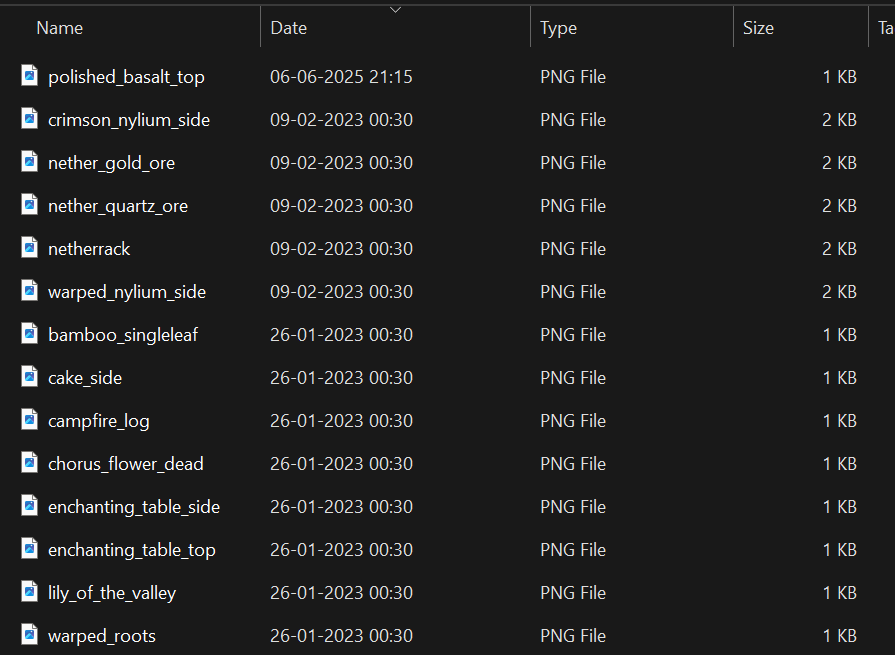 Name Date Type Size Ta
polished_basalt_top 06-06-2025 21:15 PNG File 1 KB
crimson_nylium_side 09-02-2023 00:30 PNG File 2 KB
nether_gold_ore 09-02-2023 00:30 PNG File 2 KB
nether_quartz_ore 09-02-2023 00:30 PNG File 2 KB
netherrack 09-02-2023 00:30 PNG File 2 KB
warped_nylium_side 09-02-2023 00:30 PNG File 2 KB
bamboo_singleleaf 26-01-2023 00:30 PNG File 1 KB
cake_side 26-01-2023 00:30 PNG File 1 KB
campfire_log 26-01-2023 00:30 PNG File 1 KB
chorus_flower_dead 26-01-2023 00:30 PNG File 1 KB
enchanting_table_side 26-01-2023 00:30 PNG File 1 KB
enchanting_table_top 26-01-2023 00:30 PNG File 1 KB
lily_of_the_valley 26-01-2023 00:30 PNG File 1 KB
warped_roots 26-01-2023 00:30 PNG File 1 KB